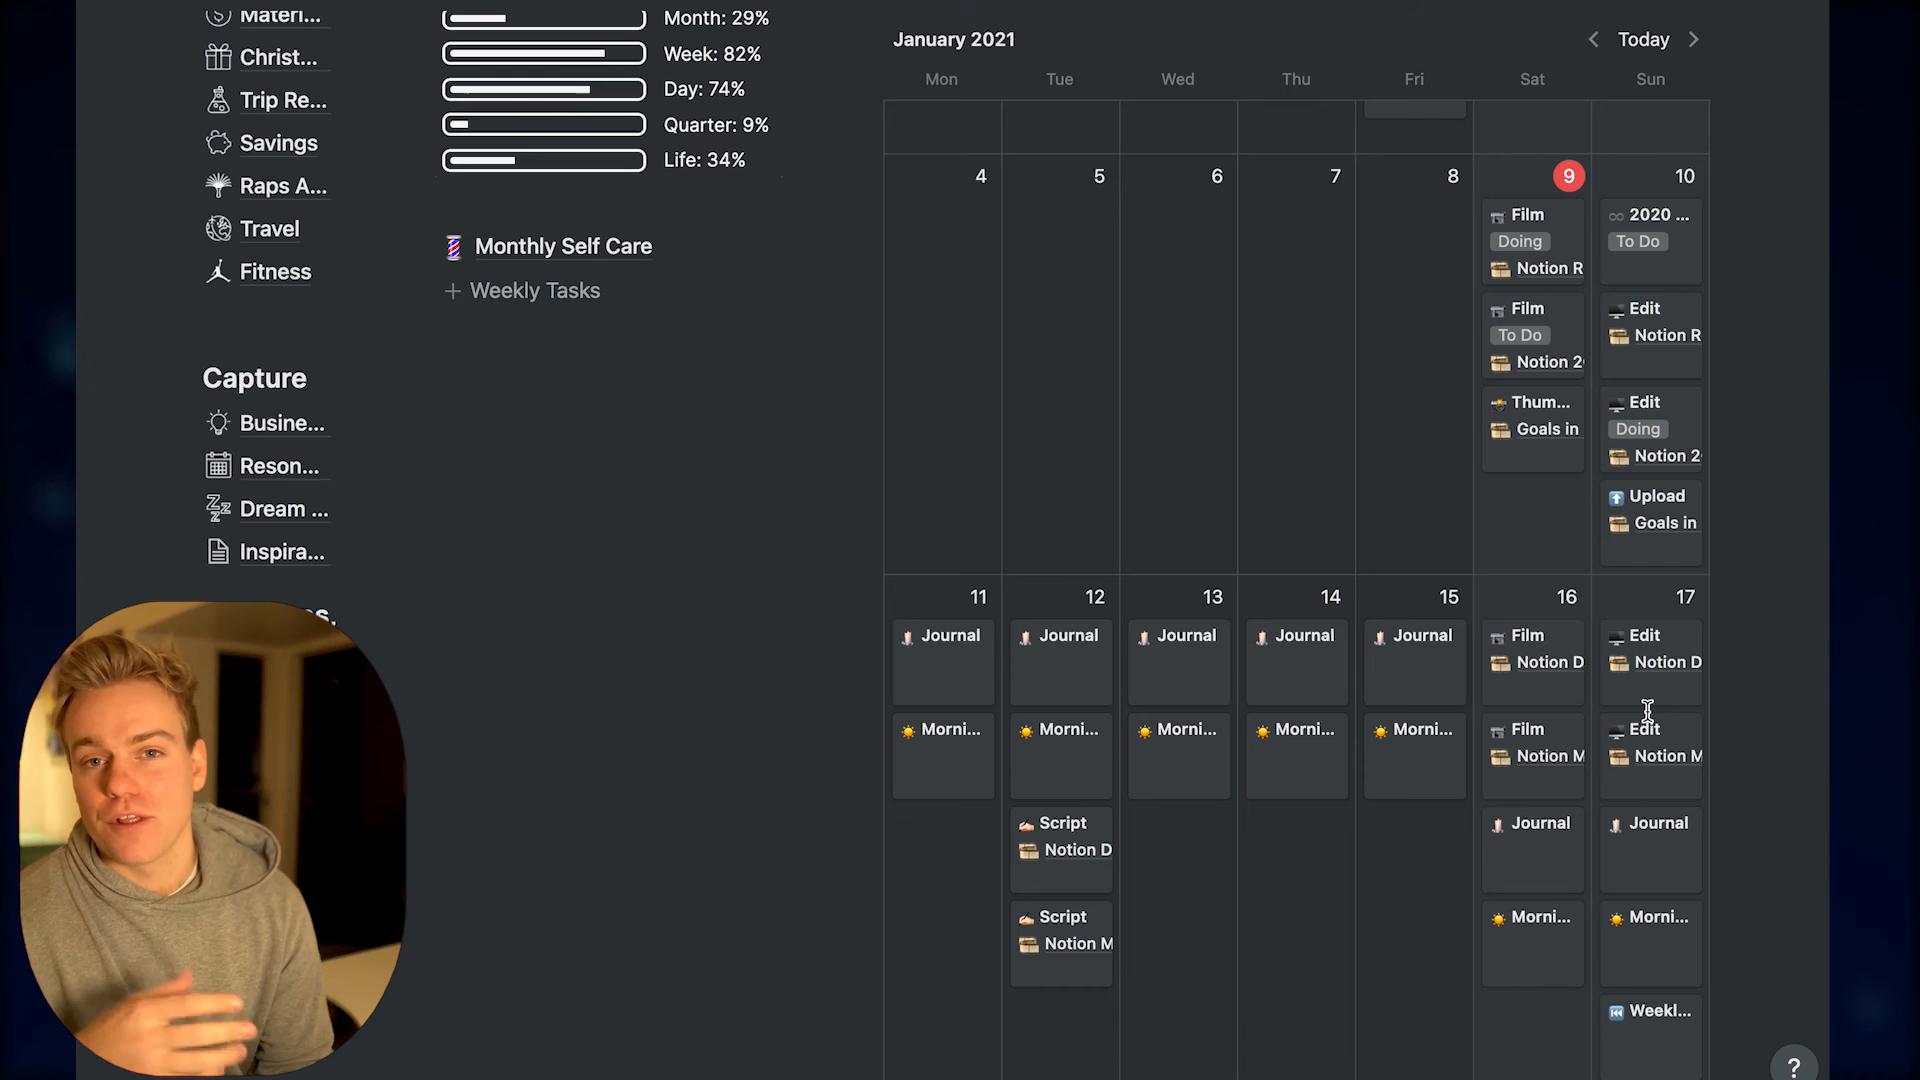 Materi...
Christ...
Trip Re...
Savings
Raps A...
Travel
Fitness
Capture
Busine...
Reson...
Dream ...
Inspira...
s.
Month: 29%
Week: 82%
Day: 74%
Quarter: 9%
Life: 34%
Monthly Self Care
+ Weekly Tasks
January 2021
Today
Mon Tue Wed Thu Fri Sat Sun
4 5 6 7 8 9 10
Film
Doing
Notion R
Film
To Do
Notion 2
Thum...
Goals in
2020 ...
To Do
Edit
Notion R
Edit
Doing
Notion 2
Upload
Goals in
11 12 13 14 15 16 17
Journal
Morni...
Journal
Morni...
Script
Notion D
Script
Notion M
Journal
Morni...
Journal
Morni...
Journal
Morni...
Film
Notion D
Film
Notion M
Journal
Morni...
Edit
Notion D
Edit
Notion M
Journal
Morni...
Weekl...
?